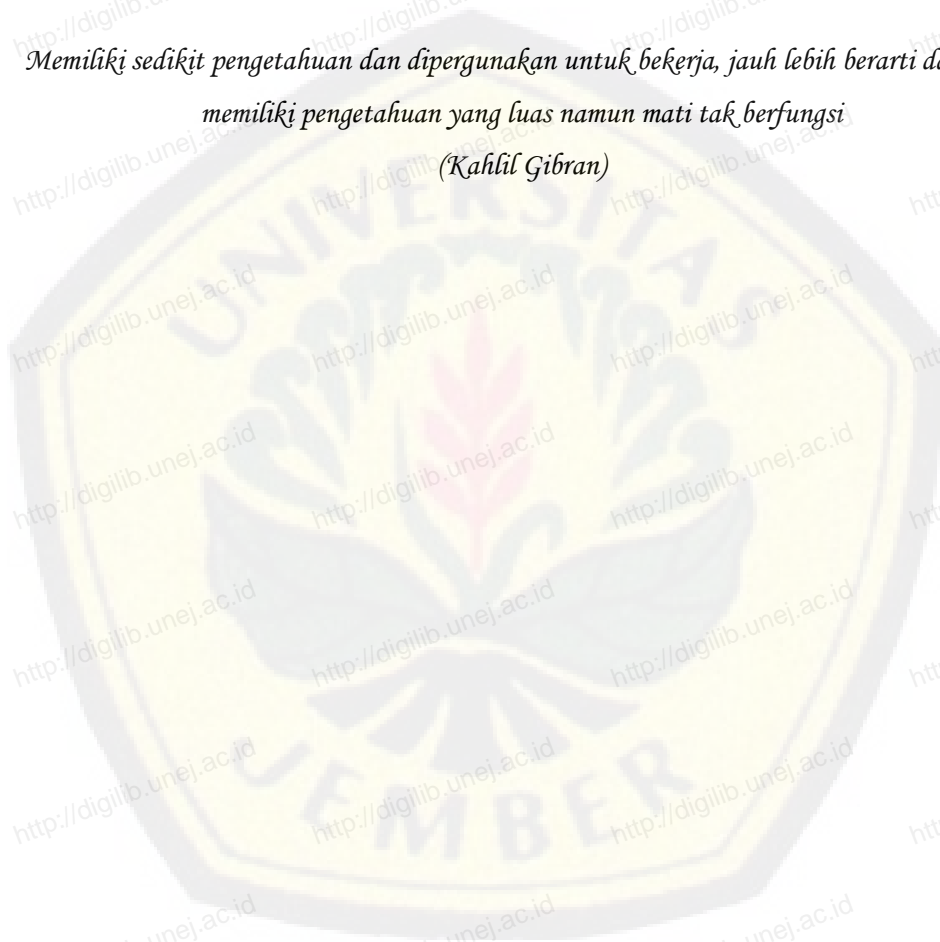 Memiliki sedikit pengetahuan dan dipergunakan untuk bekerja, jauh lebih berarti
memiliki pengetahuan yang luas namun mati tak berfungsi
(Kahlil Gibran)
UNIVERSITAS
JEMBER
http://digilib.unej.ac.id